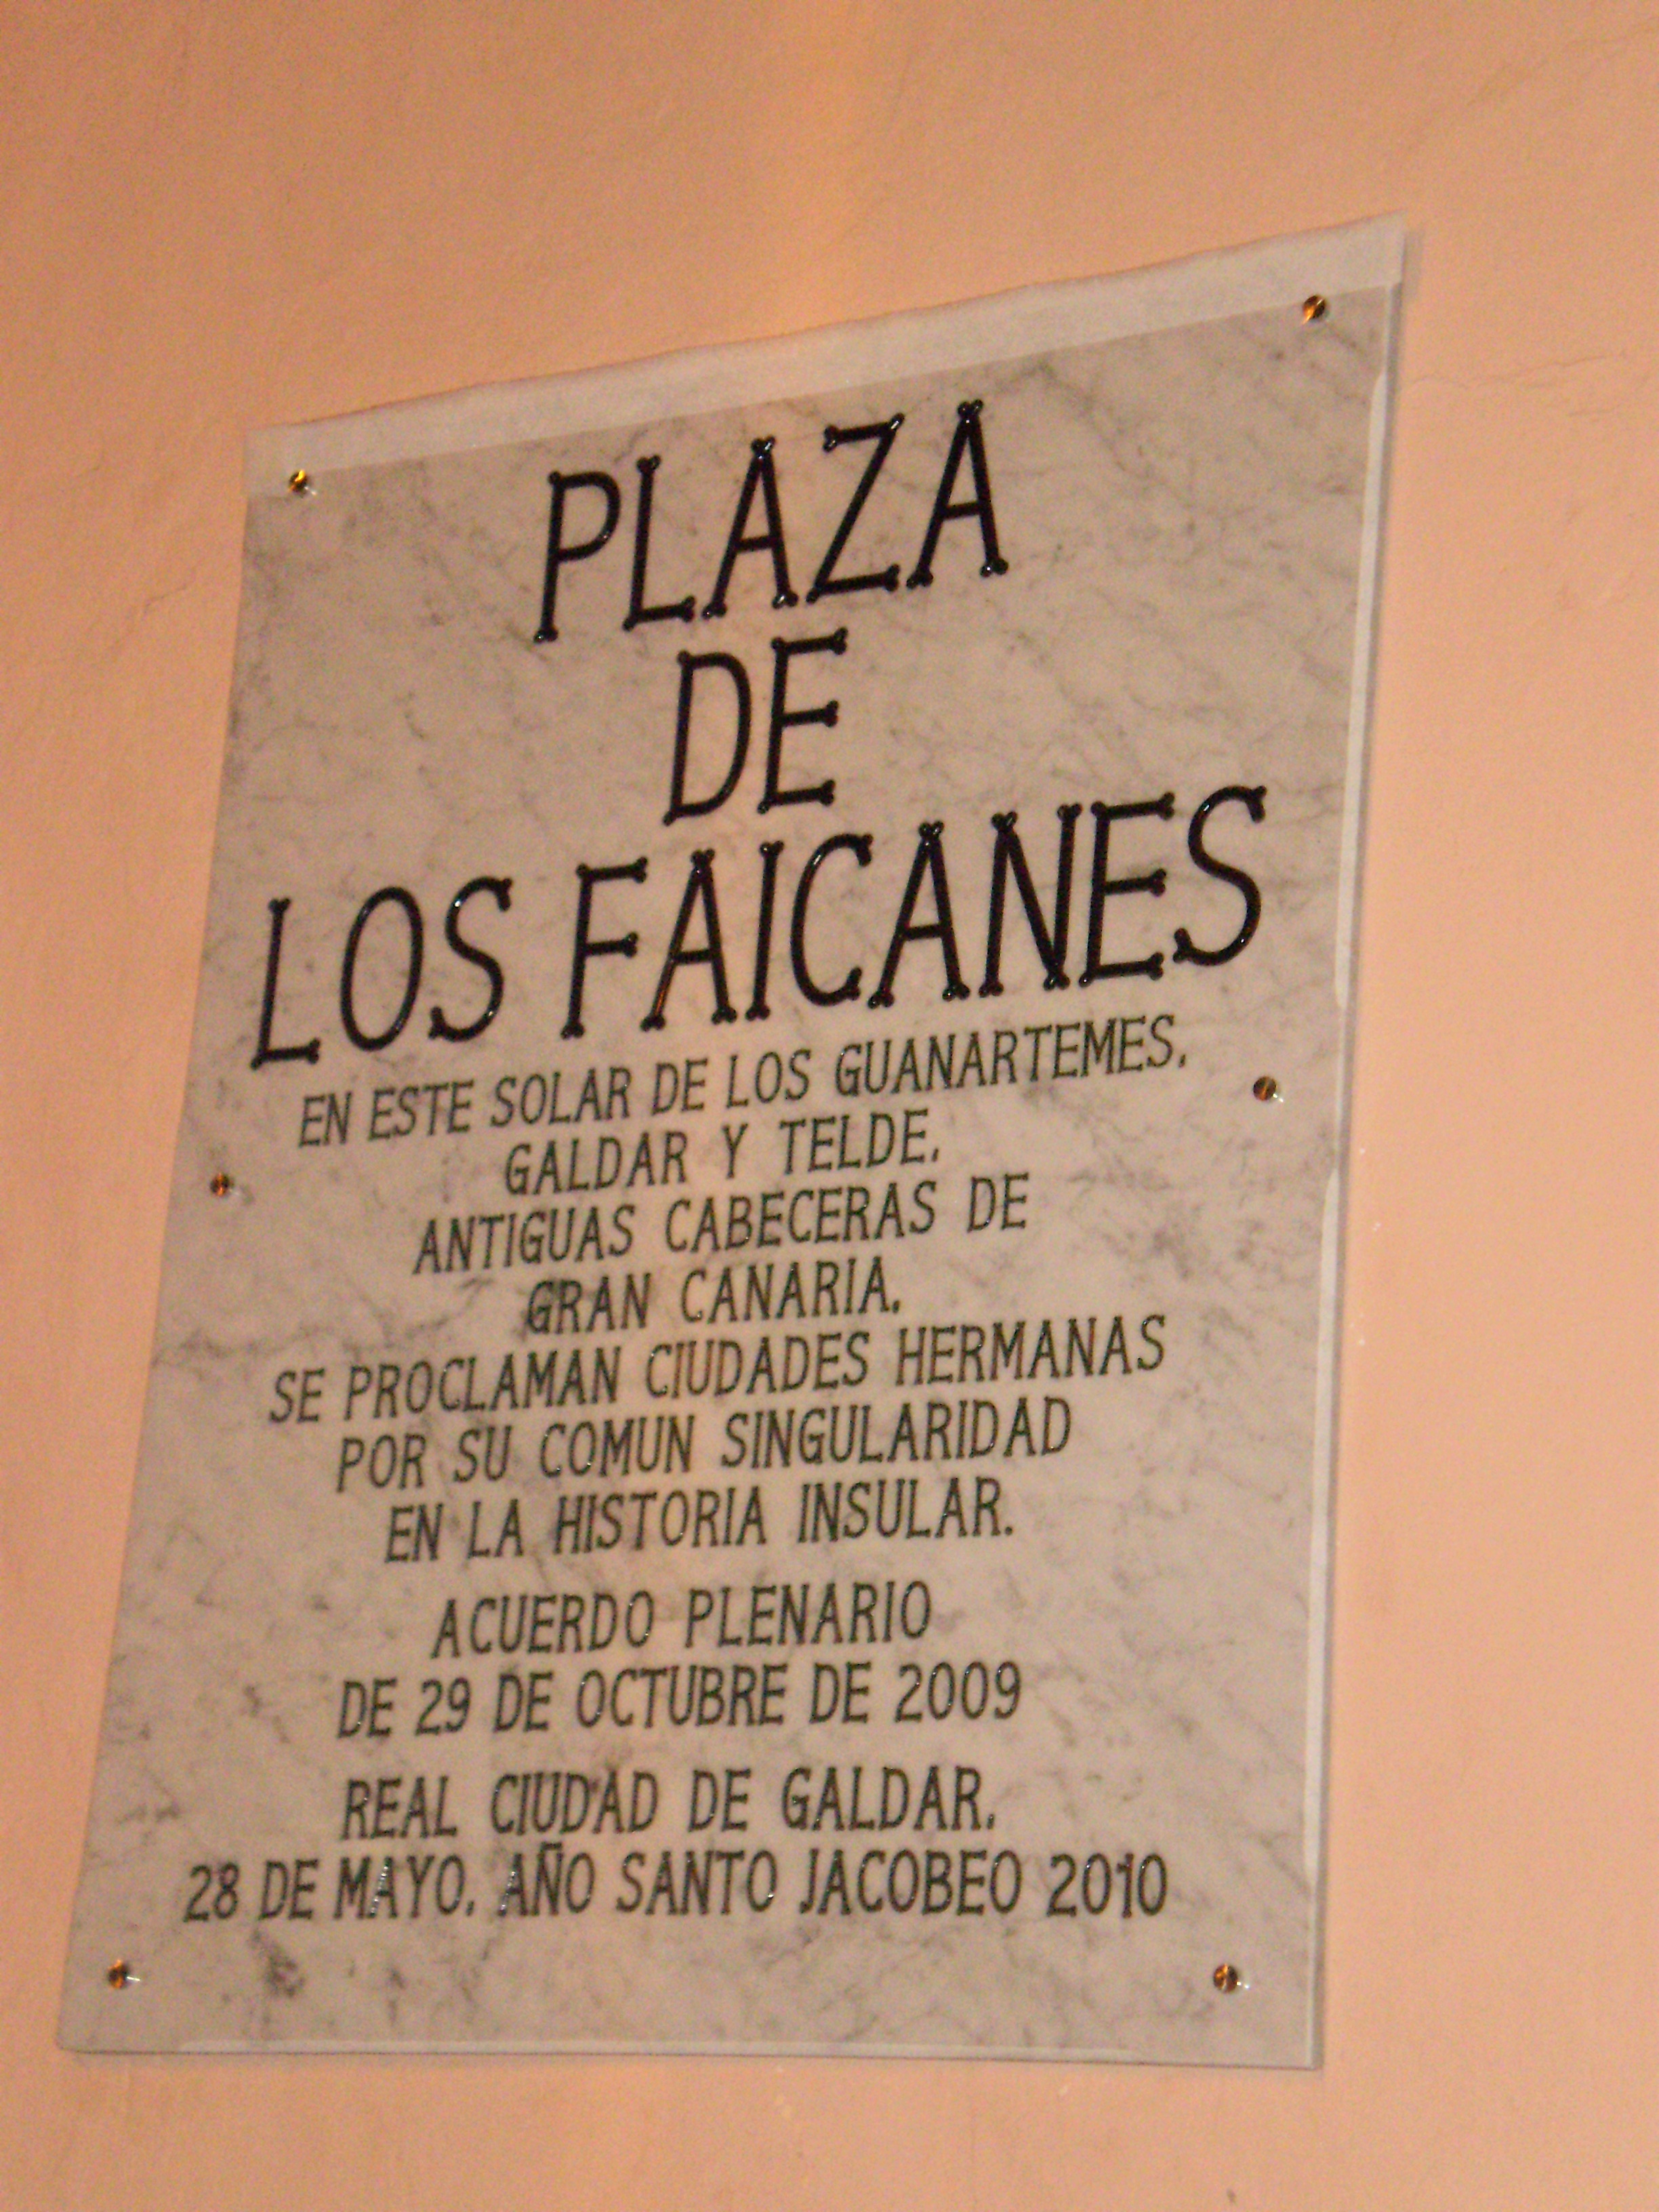 PLAZA
DE
LOS FAICANES
EN ESTE SOLAR DE LOS GUANARTEMES,
GALDAR Y TELDE,
ANTIGUAS CABECERAS DE
GRAN CANARIA,
SE PROCLAMAN CIUDADES HERMANAS
POR SU COMUN SINGULARIDAD
EN LA HISTORIA INSULAR.
ACUERDO PLENARIO
DE 29 DE OCTUBRE DE 2009
REAL CIUDAD DE GALDAR,
28 DE MAYO, AÑO SANTO JACOBEO 2010